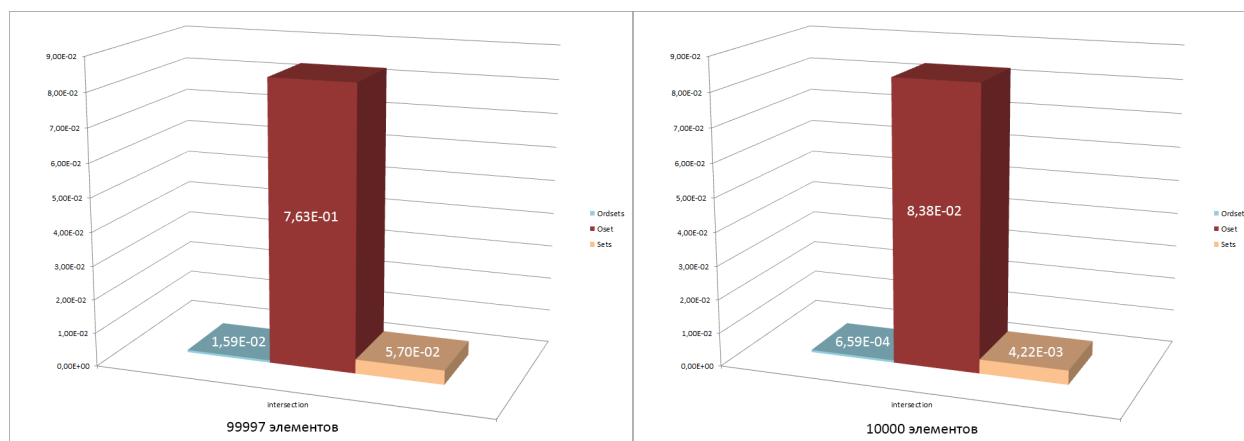 9,00E-02
8,00E-02
7,00E-02
6,00E-02
5,00E-02
4,00E-02
3,00E-02
2,00E-02
1,00E-02
0,00E+00
7,63E-01
1,59E-02
5,70E-02
Ordsets
Oset
Sets
intersection
99997 элементов
9,00E-02
8,00E-02
7,00E-02
6,00E-02
5,00E-02
4,00E-02
3,00E-02
2,00E-02
1,00E-02
0,00E+00
8,38E-02
6,59E-04
4,22E-03
Ordset
Oset
Sets
intersection
10000 элементов